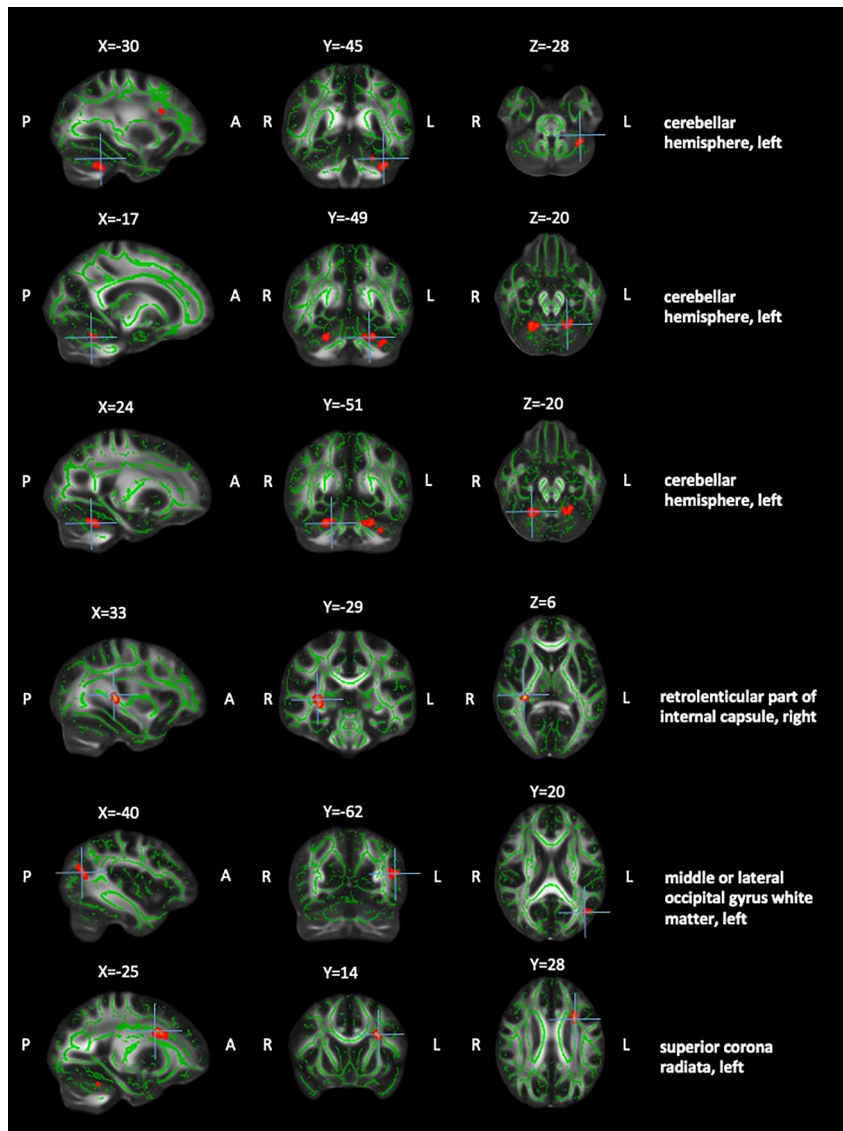 X=-30 Y=-45 Z=-28
P A R L R L
cerebellar
hemisphere, left
X=-17 Y=-49 Z=-20
P A R L R L
cerebellar
hemisphere, left
X=24 Y=-51 Z=-20
P A R L R L
cerebellar
hemisphere, left
X=33 Y=-29 Z=6
P A R L R L
retrolenticular part of
internal capsule, right
X=-40 Y=-62 Y=20
P A R L R L
middle or lateral
occipital gyrus white
matter, left
X=-25 Y=14 Y=28
P A R L R L
superior corona
radiata, left